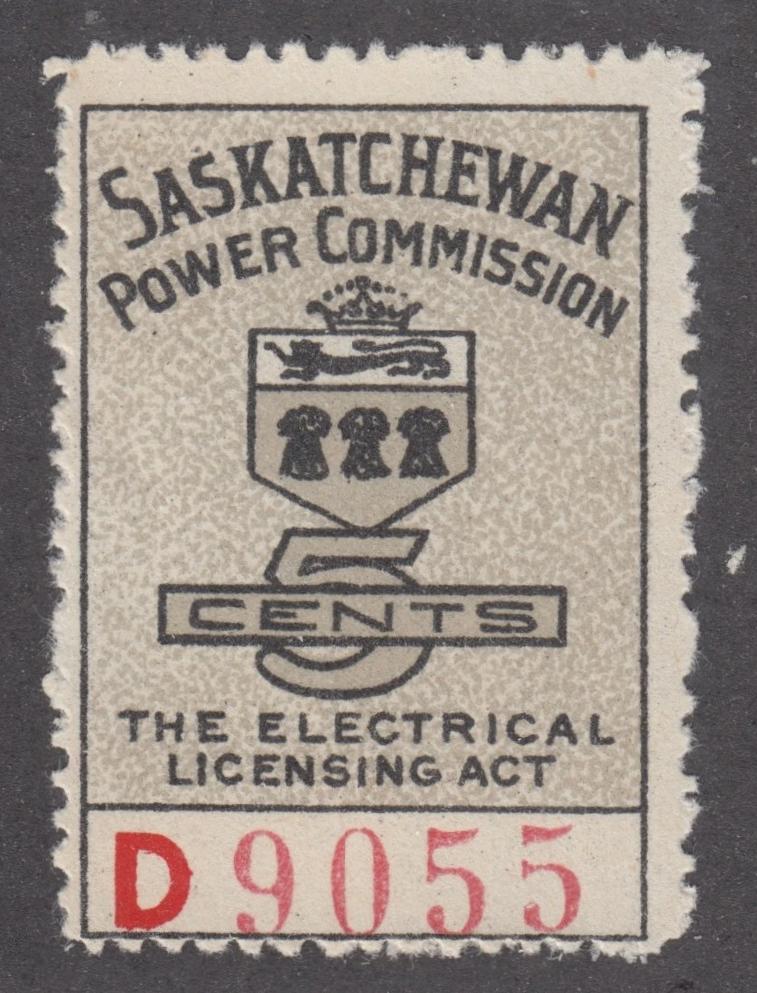 SASKATCHEWAN
POWER COMMISSION
5
CENTS
THE ELECTRICAL
LICENSING ACT
D 9055